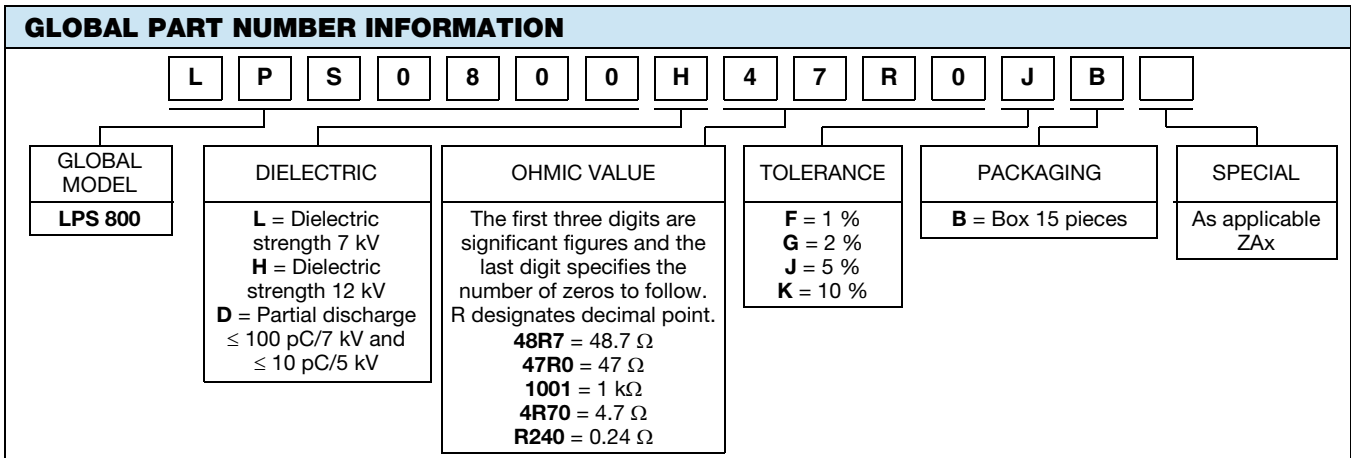 GLOBAL PART NUMBER INFORMATION
L P S 0 8 0 0 H 4 7 R 0 J B
GLOBAL
MODEL
LPS 800
DIELECTRIC
L = Dielectric
strength 7 kV
H = Dielectric
strength 12 kV
D = Partial discharge
≤ 100 pC/7 kV and
≤ 10 pC/5 kV
OHMIC VALUE
The first three digits are
significant figures and the
last digit specifies the
number of zeros to follow.
R designates decimal point.
48R7 = 48.7 Ω
47R0 = 47 Ω
1001 = 1 kΩ
4R70 = 4.7 Ω
R240 = 0.24 Ω
TOLERANCE
F = 1 %
G = 2 %
J = 5 %
K = 10 %
PACKAGING
B = Box 15 pieces
SPECIAL
As applicable
ZAx